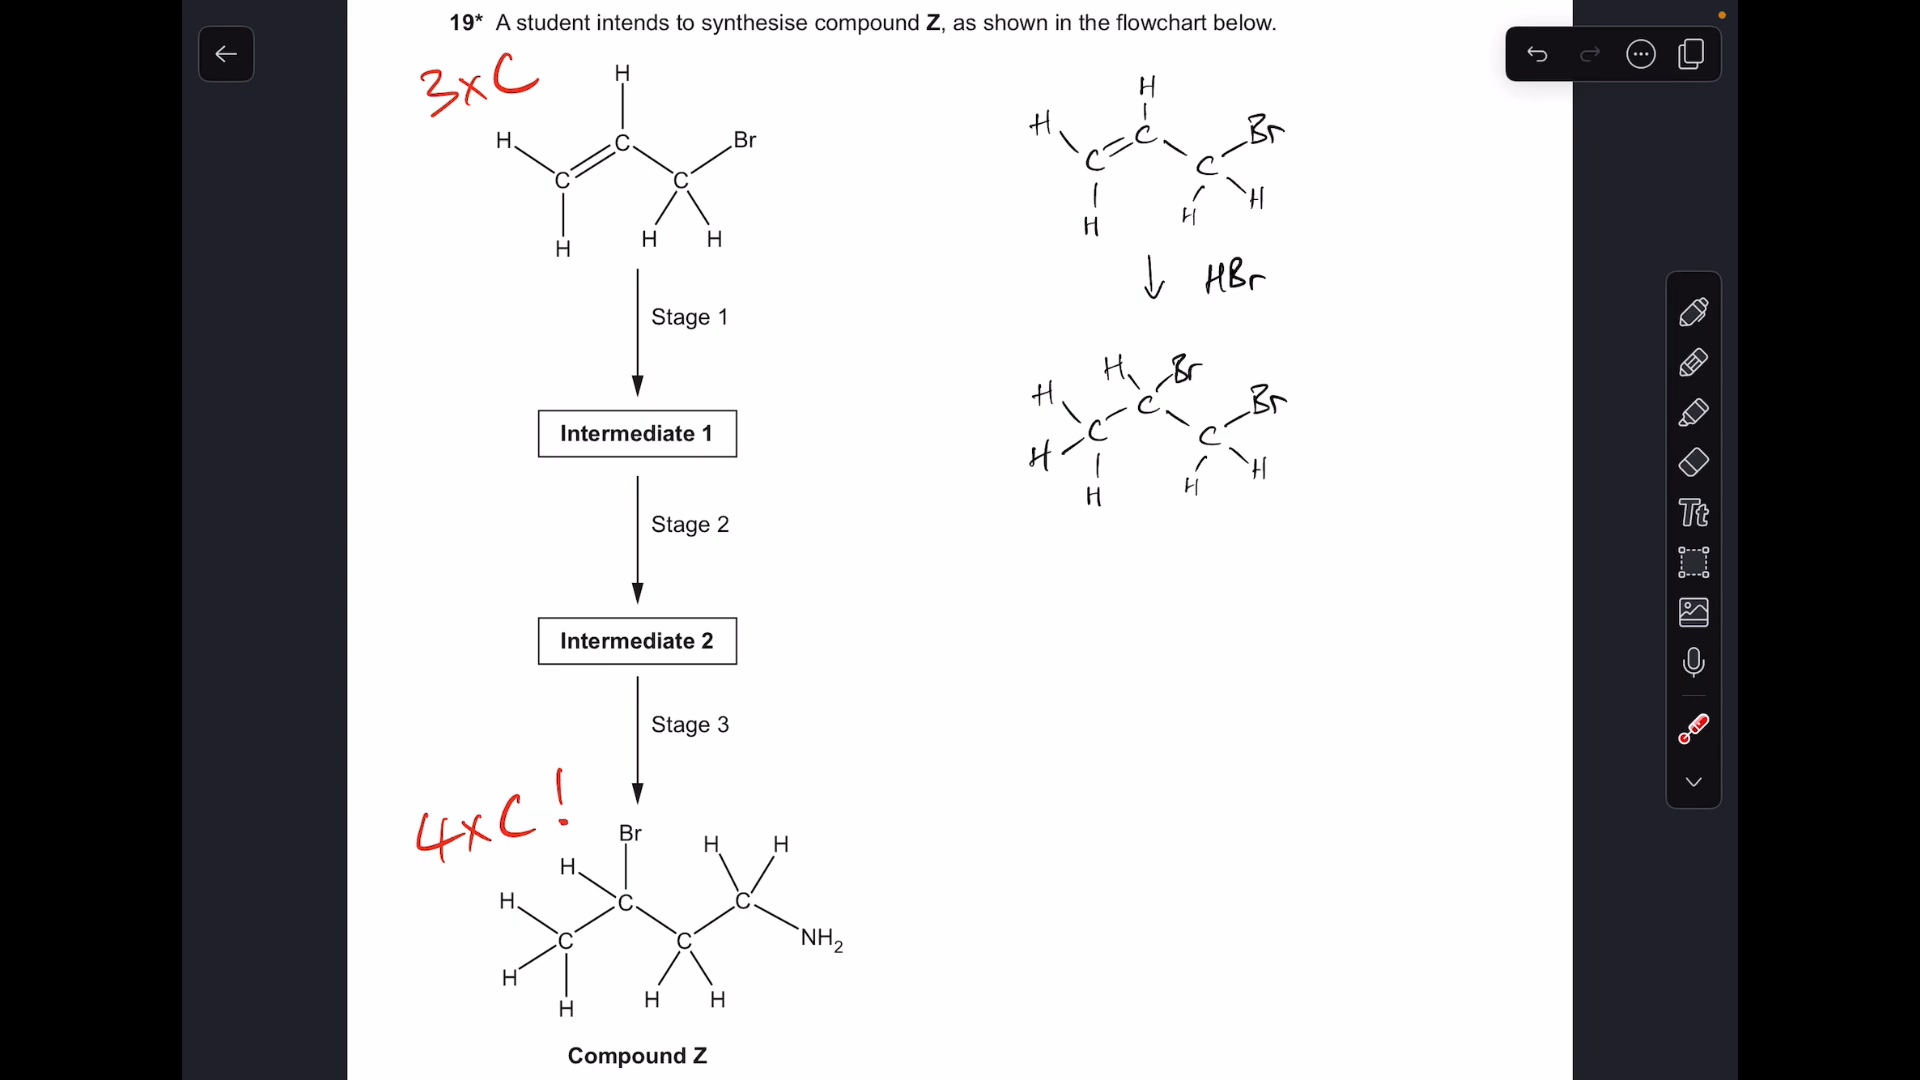 19* A student intends to synthesise compound Z, as shown in the flowchart below.
3xC
H
H
C
Br
C
C
H
H
H
Stage 1
Intermediate 1
Stage 2
Intermediate 2
Stage 3
4xC!
Br
H
H
H
H
C
C
C
C
NH2
H
H
H
H
Compound Z
H
H
C
Br
C
C
H
H
H
HBr
H
Br
H
C
Br
C
C
H
H
H
H
Tt